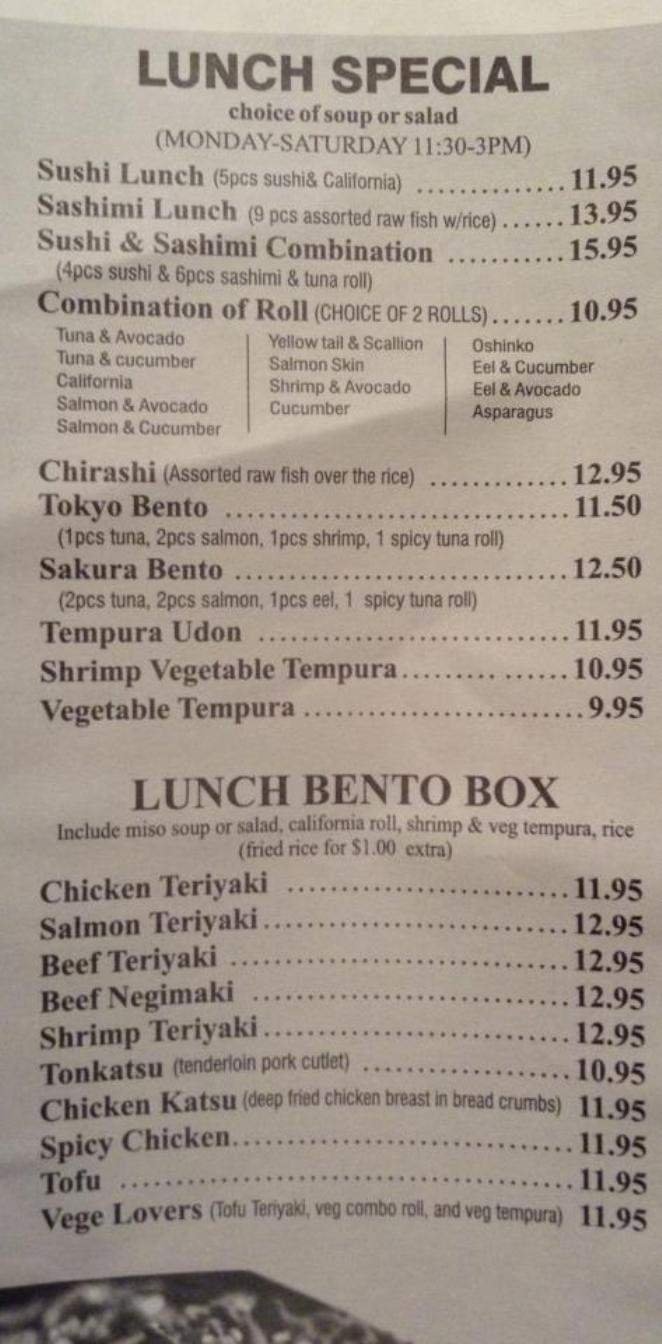 LUNCH SPECIAL
choice of soup or salad
(MONDAY-SATURDAY 11:30-3PM)
Sushi Lunch (5pcs sushi& California) .............. 11.95
Sashimi Lunch (9 pcs assorted raw fish w/rice) ...... 13.95
Sushi & Sashimi Combination ........... 15.95
(4pcs sushi & 6pcs sashimi & tuna roll)
Combination of Roll (CHOICE OF 2 ROLLS)....... 10.95
Tuna & Avocado
Tuna & cucumber
California
Salmon & Avocado
Salmon & Cucumber
Yellow tail & Scallion
Salmon Skin
Shrimp & Avocado
Cucumber
Oshinko
Eel & Cucumber
Eel & Avocado
Asparagus
Chirashi (Assorted raw fish over the rice) ............. 12.95
Tokyo Bento ................................ 11.50
(1pcs tuna, 2pcs salmon, 1pcs shrimp, 1 spicy tuna roll)
Sakura Bento ............................... 12.50
(2pcs tuna, 2pcs salmon, 1pcs eel, 1 spicy tuna roll)
Tempura Udon ............................. 11.95
Shrimp Vegetable Tempura......... ...... 10.95
Vegetable Tempura .......................... 9.95
LUNCH BENTO BOX
Include miso soup or salad, california roll, shrimp & veg tempura, rice
(fried rice for $1.00 extra)
Chicken Teriyaki .......................... 11.95
Salmon Teriyaki............................. 12.95
Beef Teriyaki ................................ 12.95
Beef Negimaki .............................. 12.95
Shrimp Teriyaki............................. 12.95
Tonkatsu (tenderloin pork cutlet) .................... 10.95
Chicken Katsu (deep fried chicken breast in bread crumbs) 11.95
Spicy Chicken................................ 11.95
Tofu .......................................... 11.95
Vege Lovers (Tofu Teriyaki, veg combo roll, and veg tempura) 11.95